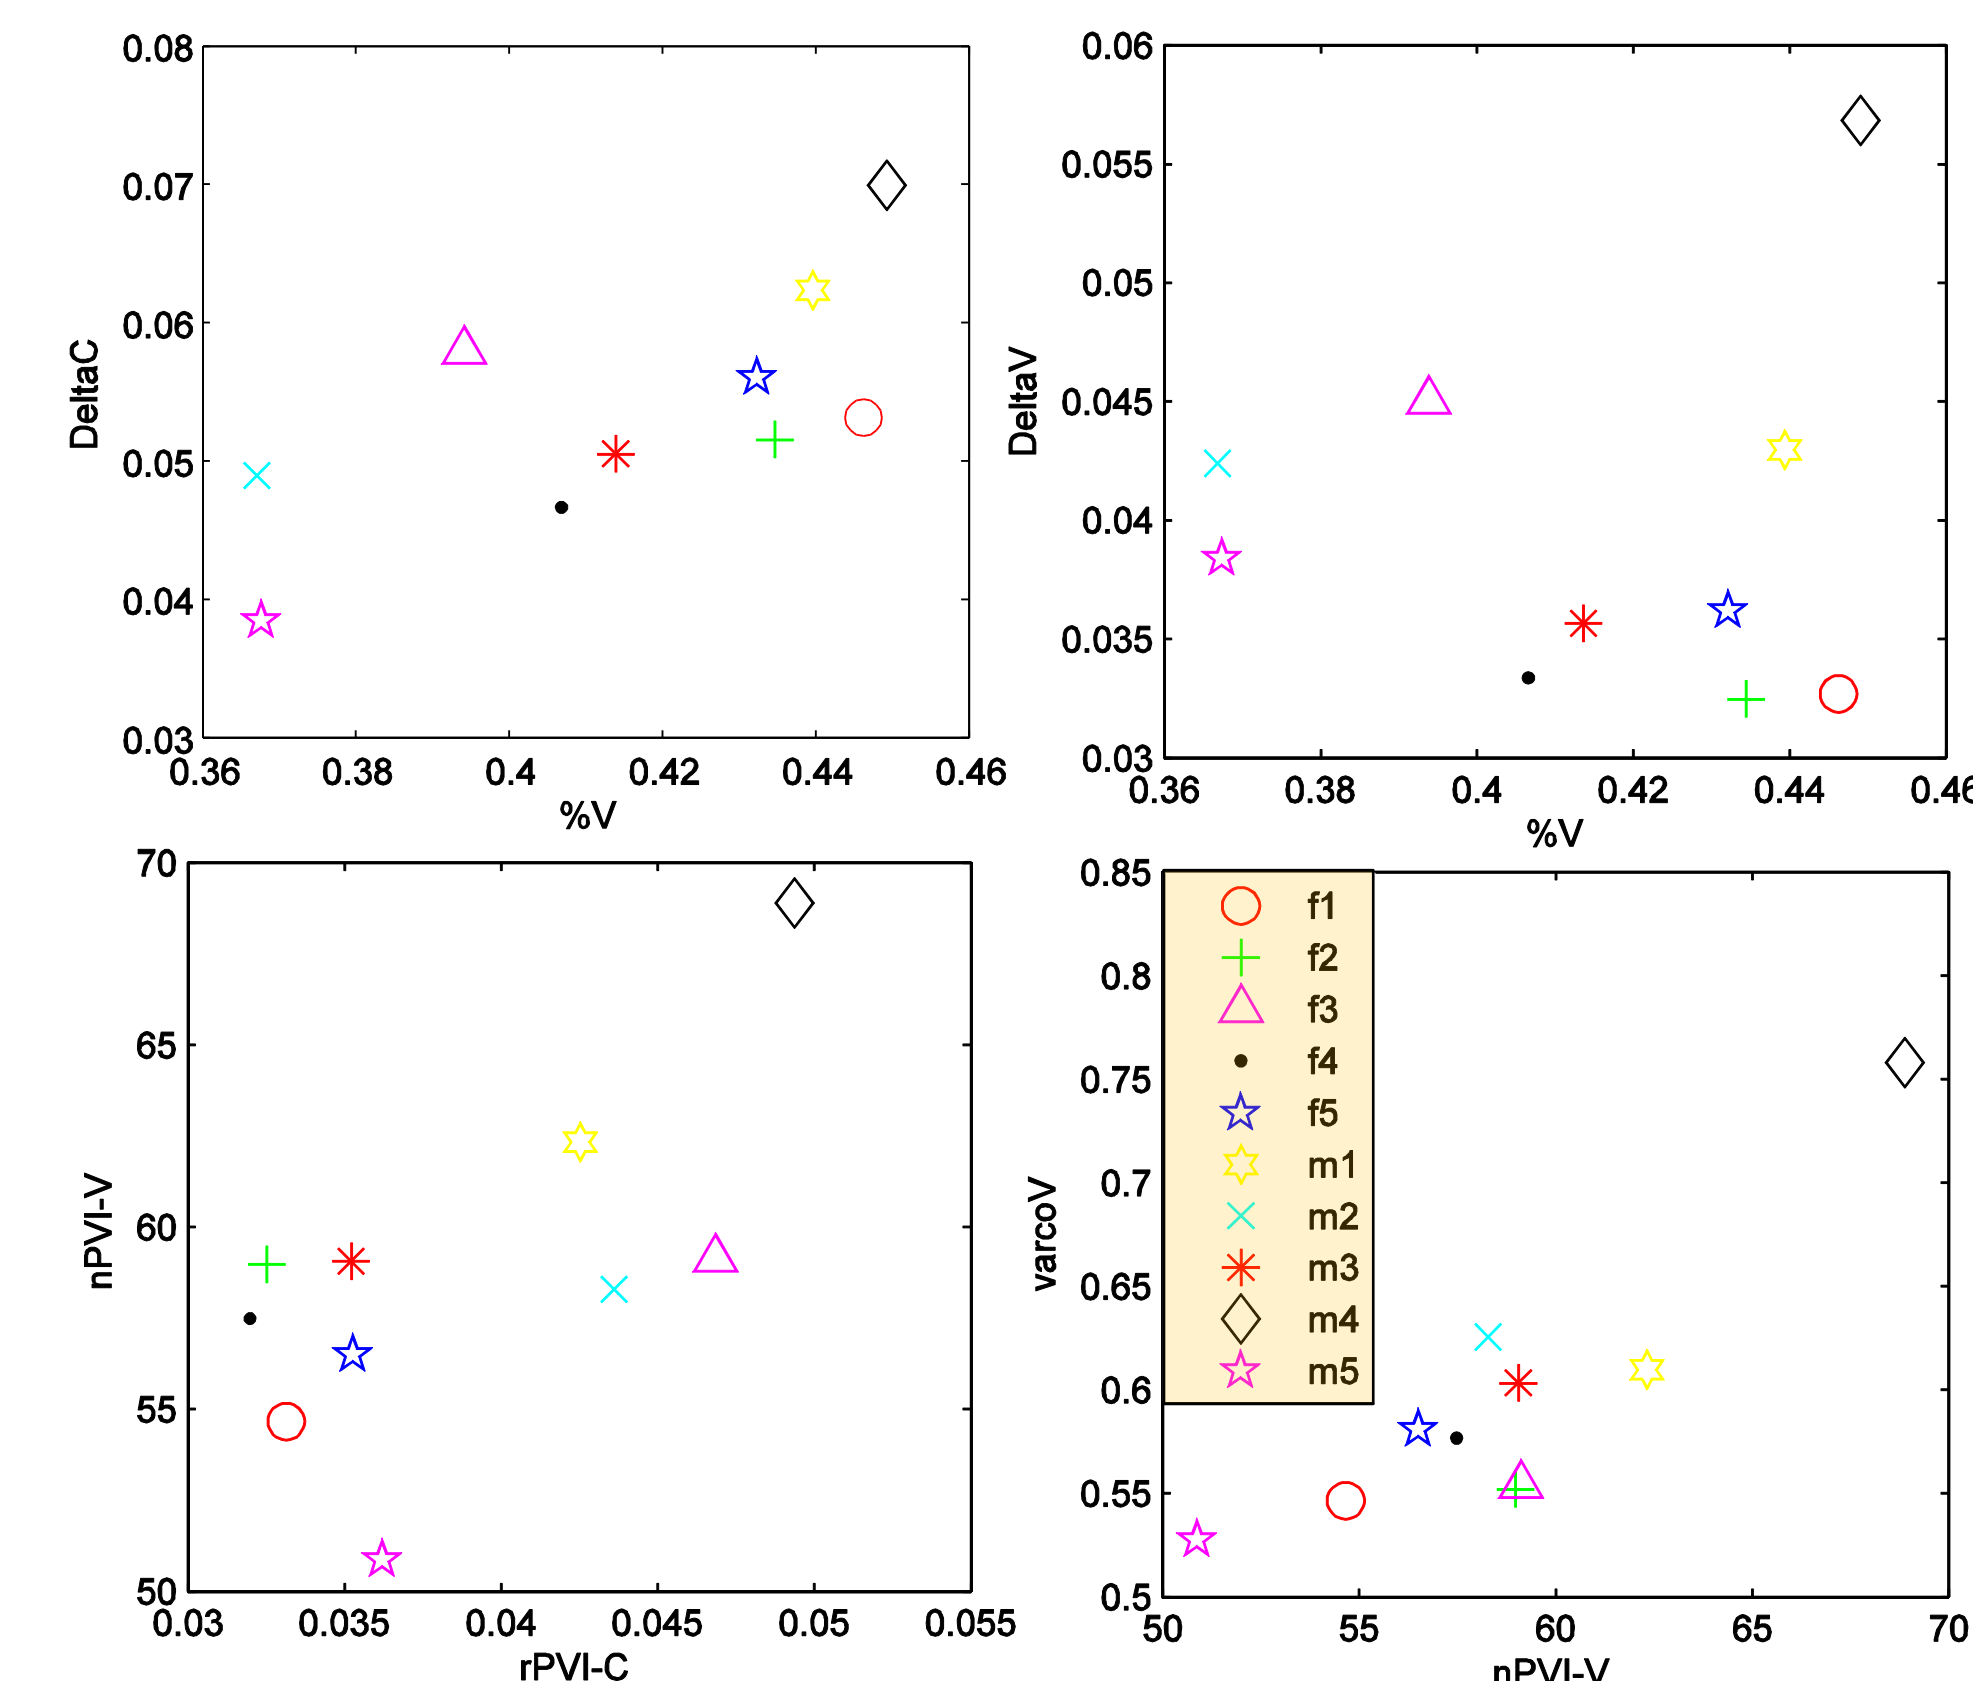 0.08
0.07
0.06
0.05
0.04
0.03
DeltaC
0.36 0.38 0.4 0.42 0.44 0.46
%V
0.06
0.055
0.05
0.045
0.04
0.035
0.03
DeltaV
0.36 0.38 0.4 0.42 0.44 0.46
%V
70
65
60
55
50
nPVI-V
0.03 0.035 0.04 0.045 0.05 0.055
rPVI-C
0.85
0.8
0.75
0.7
0.65
0.6
0.55
0.5
varcoV
f1
f2
f3
f4
f5
m1
m2
m3
m4
m5
50 55 60 65 70
nPVI-V